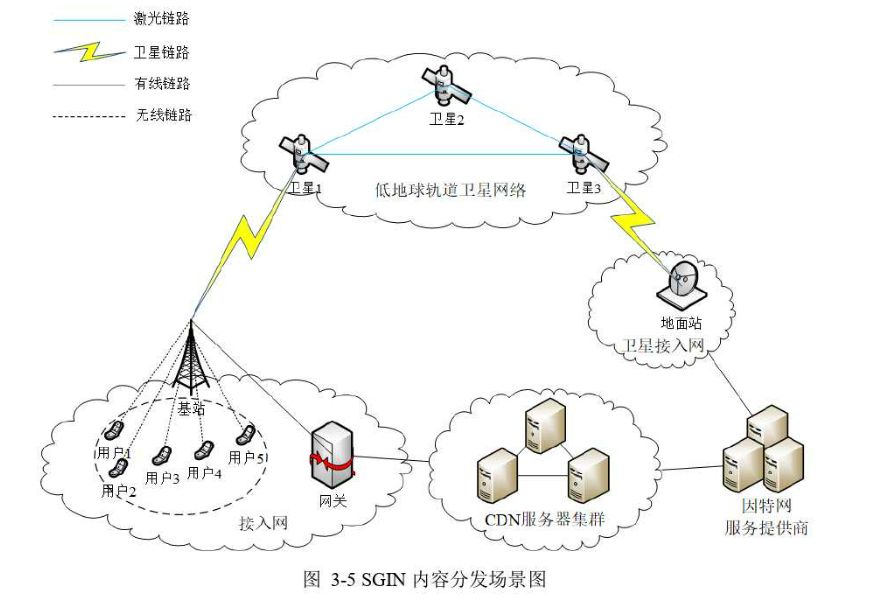 激光链路
卫星链路
有线链路
无线链路
卫星2
卫星1
卫星3
低地球轨道卫星网络
地面站
卫星接入网
基站
用户1
用户2
用户3
用户4
用户5
网关
接入网
CDN服务器集群
因特网
服务提供商
图 3-5 SGIN 内容分发场景图